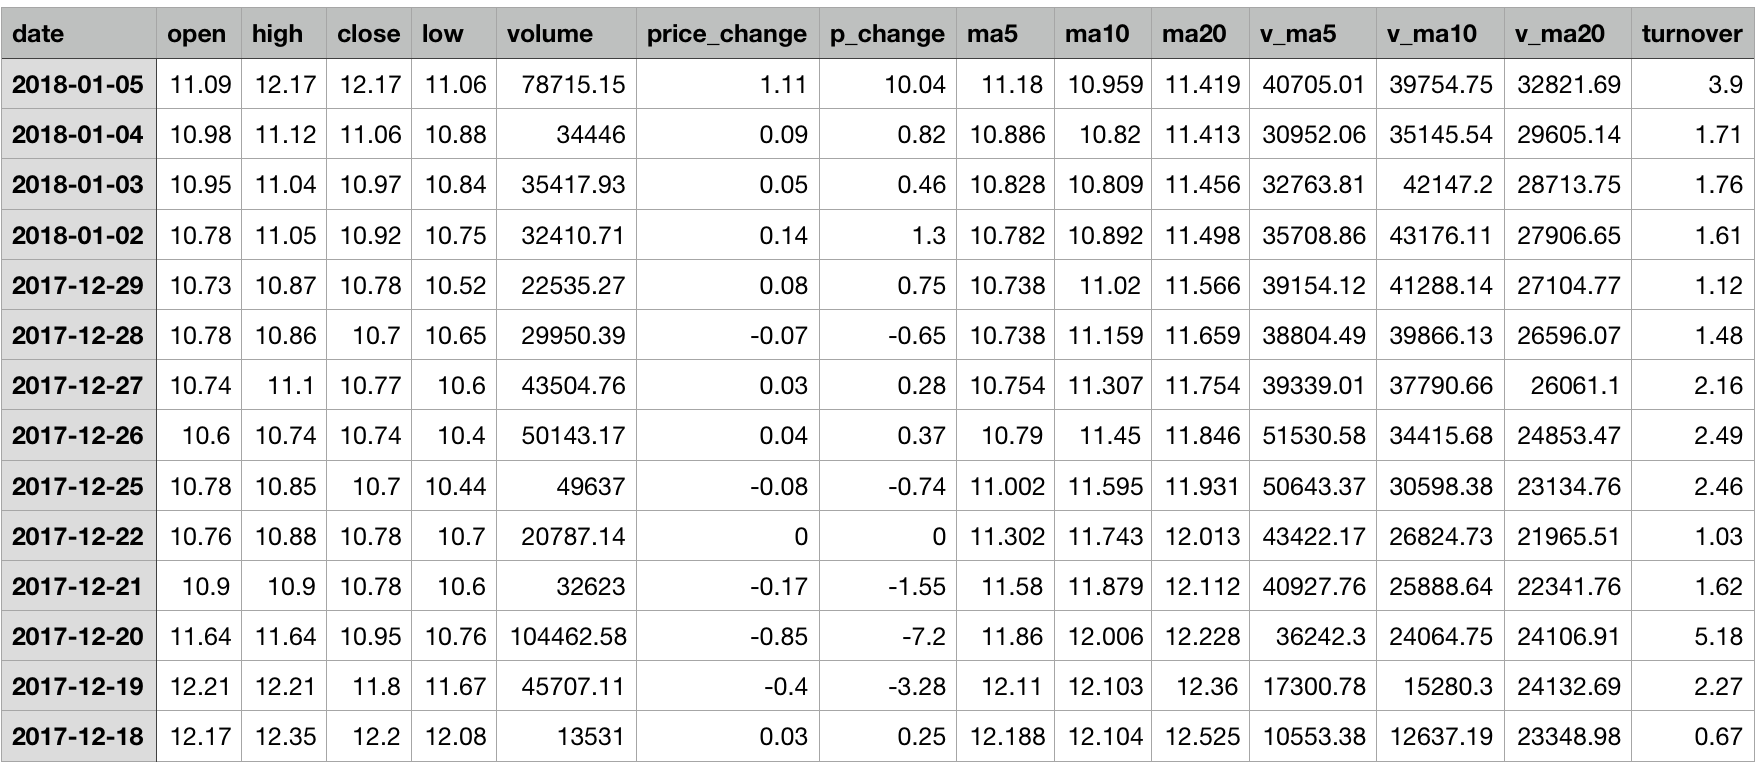 date open high close low volume price_change p_change ma5 ma10 ma20 v_ma5 v_ma10 v_ma20 turnover
2018-01-05 11.09 12.17 12.17 11.06 78715.15 1.11 10.04 11.18 10.959 11.419 40705.01 39754.75 32821.69 3.9
2018-01-04 10.98 11.12 11.06 10.88 34446 0.09 0.82 10.886 10.82 11.413 30952.06 35145.54 29605.14 1.71
2018-01-03 10.95 11.04 10.97 10.84 35417.93 0.05 0.46 10.828 10.809 11.456 32763.81 42147.2 28713.75 1.76
2018-01-02 10.78 11.05 10.92 10.75 32410.71 0.14 1.3 10.782 10.892 11.498 35708.86 43176.11 27906.65 1.61
2017-12-29 10.73 10.87 10.78 10.52 22535.27 0.08 0.75 10.738 11.02 11.566 39154.12 41288.14 27104.77 1.12
2017-12-28 10.78 10.86 10.7 10.65 29950.39 -0.07 -0.65 10.738 11.159 11.659 38804.49 39866.13 26596.07 1.48
2017-12-27 10.74 11.1 10.77 10.6 43504.76 0.03 0.28 10.754 11.307 11.754 39339.01 37790.66 26061.1 2.16
2017-12-26 10.6 10.74 10.74 10.4 50143.17 0.04 0.37 10.79 11.45 11.846 51530.58 34415.68 24853.47 2.49
2017-12-25 10.78 10.85 10.7 10.44 49637 -0.08 -0.74 11.002 11.595 11.931 50643.37 30598.38 23134.76 2.46
2017-12-22 10.76 10.88 10.78 10.7 20787.14 0 0 11.302 11.743 12.013 43422.17 26824.73 21965.51 1.03
2017-12-21 10.9 10.9 10.78 10.6 32623 -0.17 -1.55 11.58 11.879 12.112 40927.76 25888.64 22341.76 1.62
2017-12-20 11.64 11.64 10.95 10.76 104462.58 -0.85 -7.2 11.86 12.006 12.228 36242.3 24064.75 24106.91 5.18
2017-12-19 12.21 12.21 11.8 11.67 45707.11 -0.4 -3.28 12.11 12.103 12.36 17300.78 15280.3 24132.69 2.27
2017-12-18 12.17 12.35 12.2 12.08 13531 0.03 0.25 12.188 12.104 12.525 10553.38 12637.19 23348.98 0.67